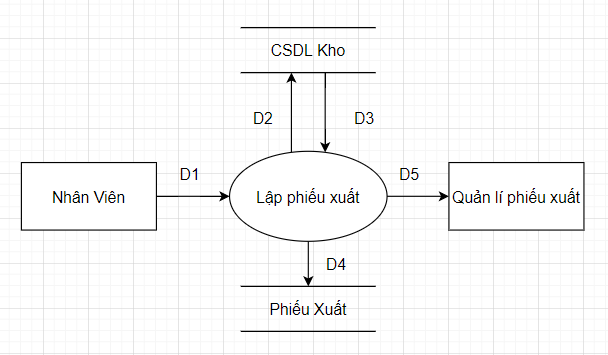 CSDL Kho
D2
D3
D1
D5
Nhân Viên
Lập phiếu xuất
Quản lí phiếu xuất
D4
Phiếu Xuất